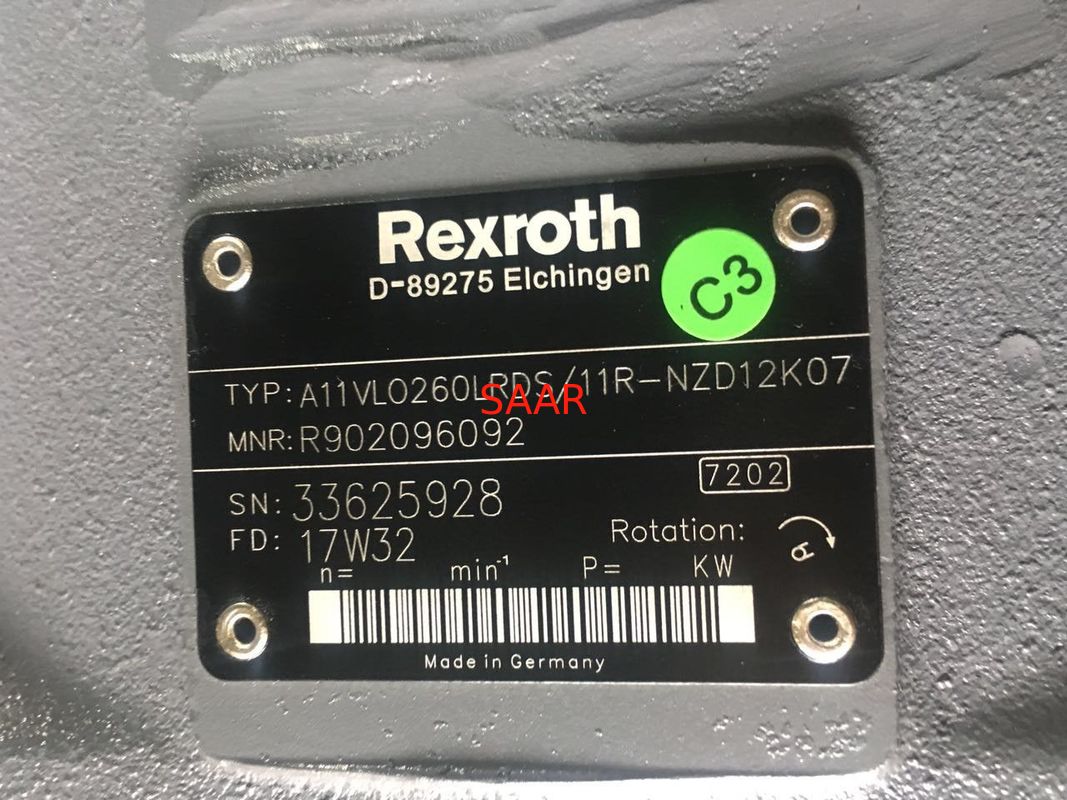 Rexroth
D-89275 Elchingen
C3
TYP: A11VLO260LRDS/11R-NZD12K07
SAAR
MNR: R902096092
7202
SN: 33625928
FD: 17W32
Rotation:
n= min-1 P= KW
Made in Germany